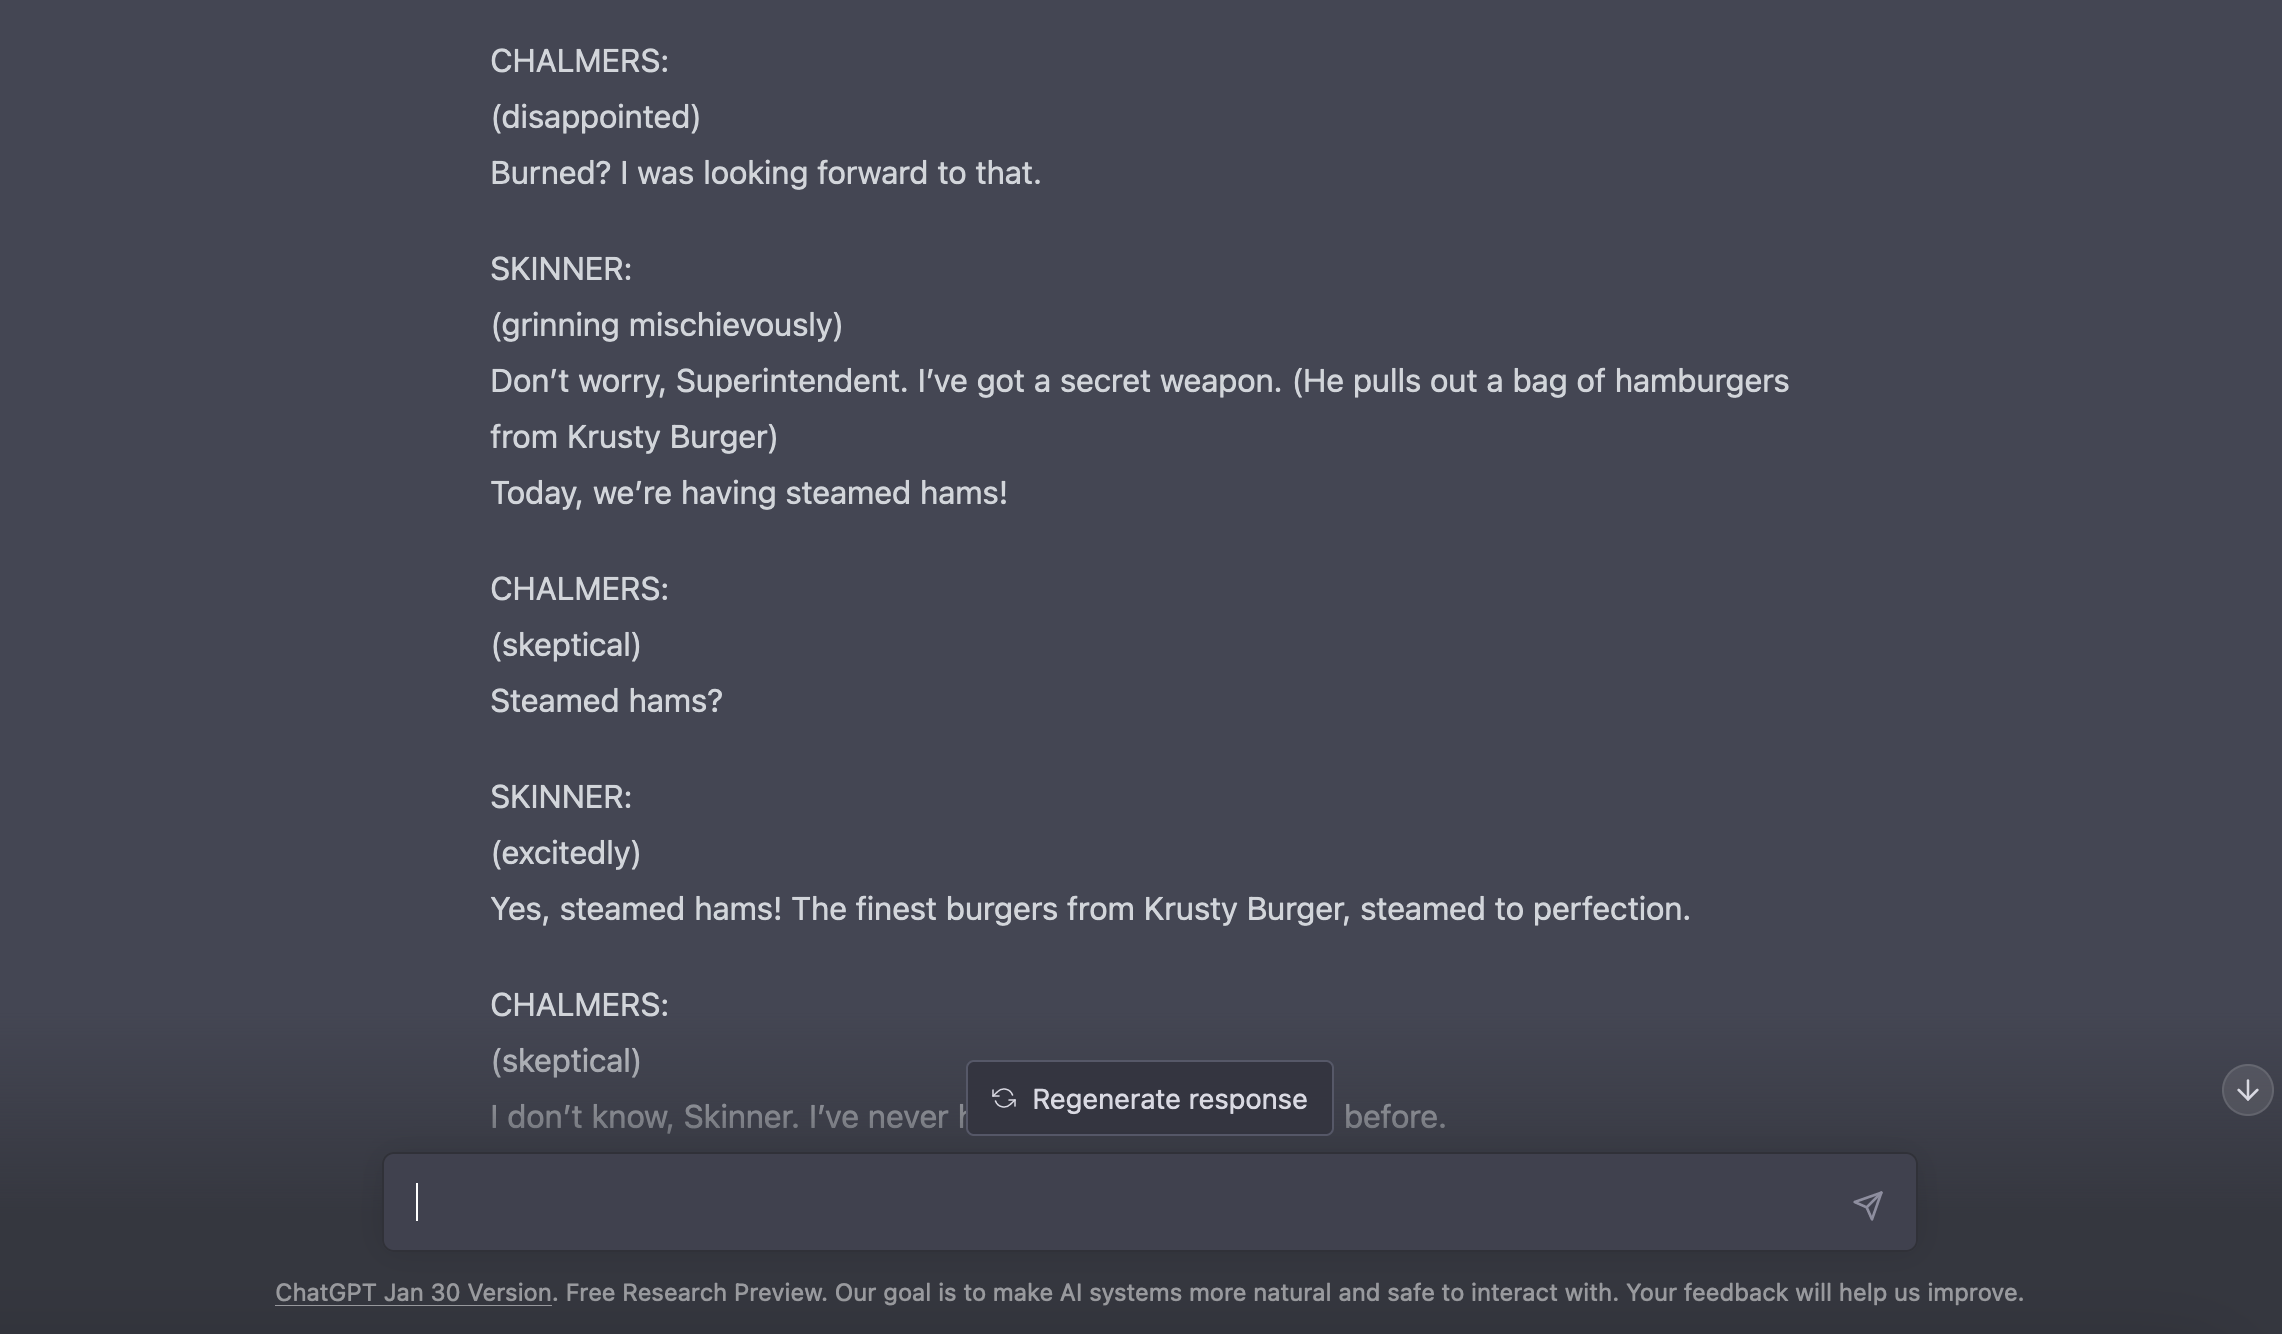 CHALMERS:
(disappointed)
Burned? I was looking forward to that.
SKINNER:
(grinning mischievously)
Don’t worry, Superintendent. I’ve got a secret weapon. (He pulls out a bag of hamburgers
from Krusty Burger)
Today, we’re having steamed hams!
CHALMERS:
(skeptical)
Steamed hams?
SKINNER:
(excitedly)
Yes, steamed hams! The finest burgers from Krusty Burger, steamed to perfection.
CHALMERS:
(skeptical)
I don’t know, Skinner. I’ve never before.
Regenerate response
ChatGPT Jan 30 Version. Free Research Preview. Our goal is to make AI systems more natural and safe to interact with. Your feedback will help us improve.